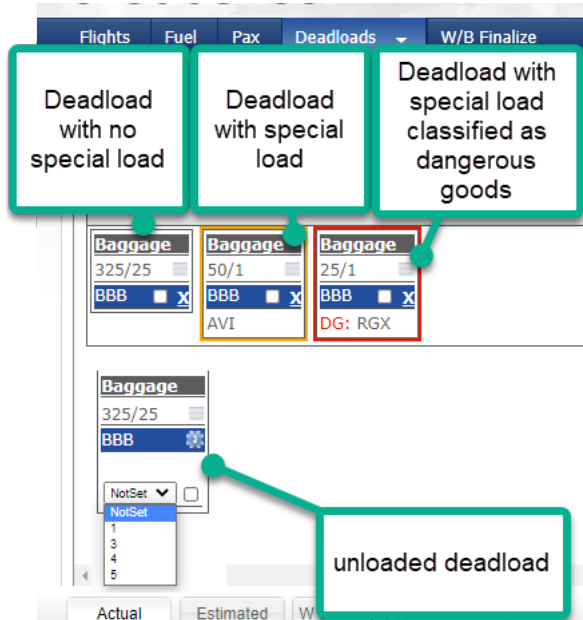 Flights Fuel Pax Deadloads W/B Finalize
Deadload
with no
special load
Deadload
with special
load
Deadload with
special load
classified as
dangerous
goods
Baggage Baggage Baggage
325/25 50/1 25/1
BBB X BBB X BBB X
AVI DG: RGX
Baggage
325/25
BBB
NotSet
NotSet
1
3
4
5
unloaded deadload
Actual Estimated W